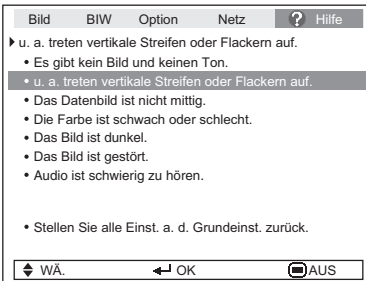 Bild BIW Option Netz ? Hilfe
u. a. treten vertikale Streifen oder Flackern auf.
• Es gibt kein Bild und keinen Ton.
• u. a. treten vertikale Streifen oder Flackern auf.
• Das Datenbild ist nicht mittig.
• Die Farbe ist schwach oder schlecht.
• Das Bild ist dunkel.
• Das Bild ist gestört.
• Audio ist schwierig zu hören.
• Stellen Sie alle Einst. a. d. Grundeinst. zurück.
WÄ. OK AUS